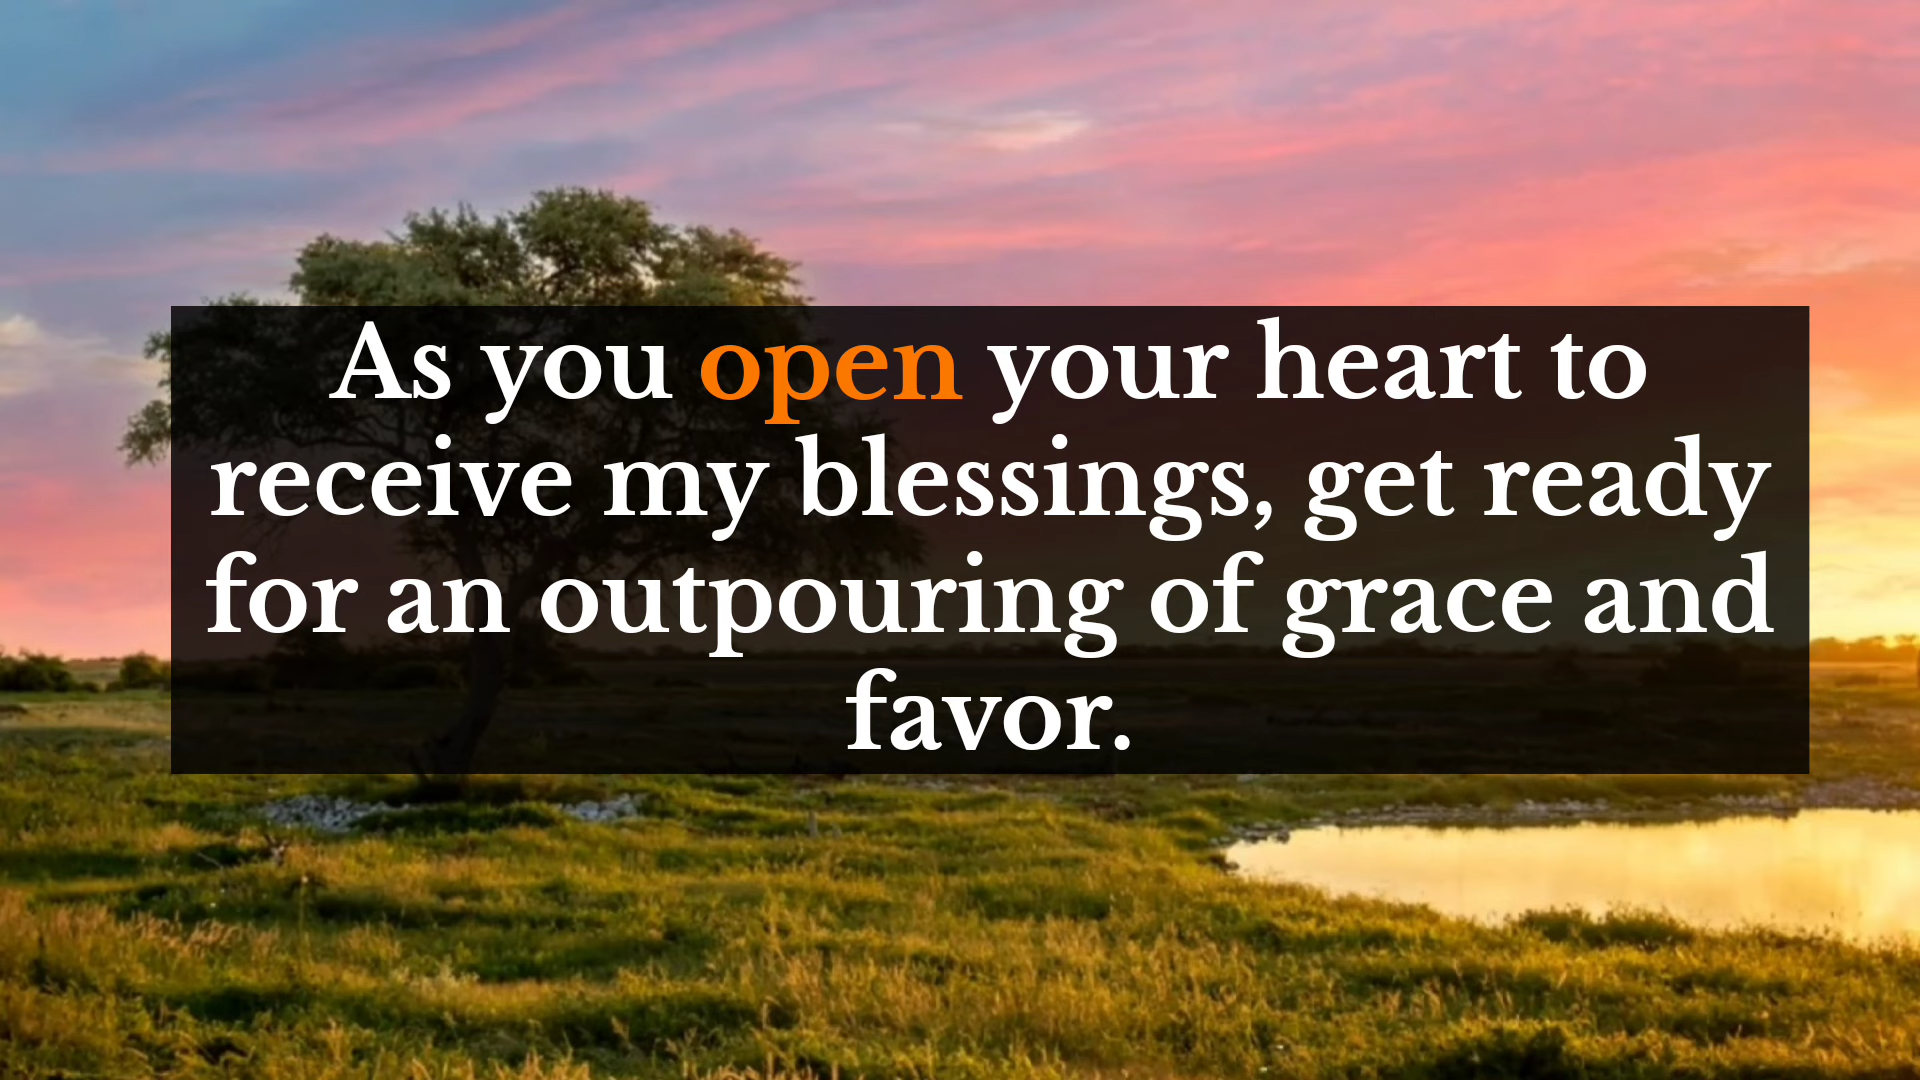 As you open your heart to
receive my blessings, get ready
for an outpouring of grace and
favor.